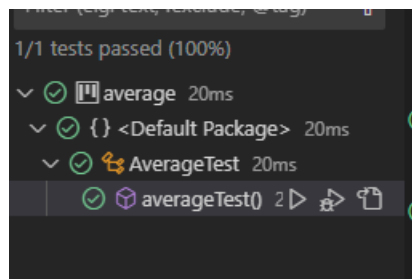 1/1 tests passed (100%)
average 20ms
{} <Default Package> 20ms
AverageTest 20ms
averageTest() 2